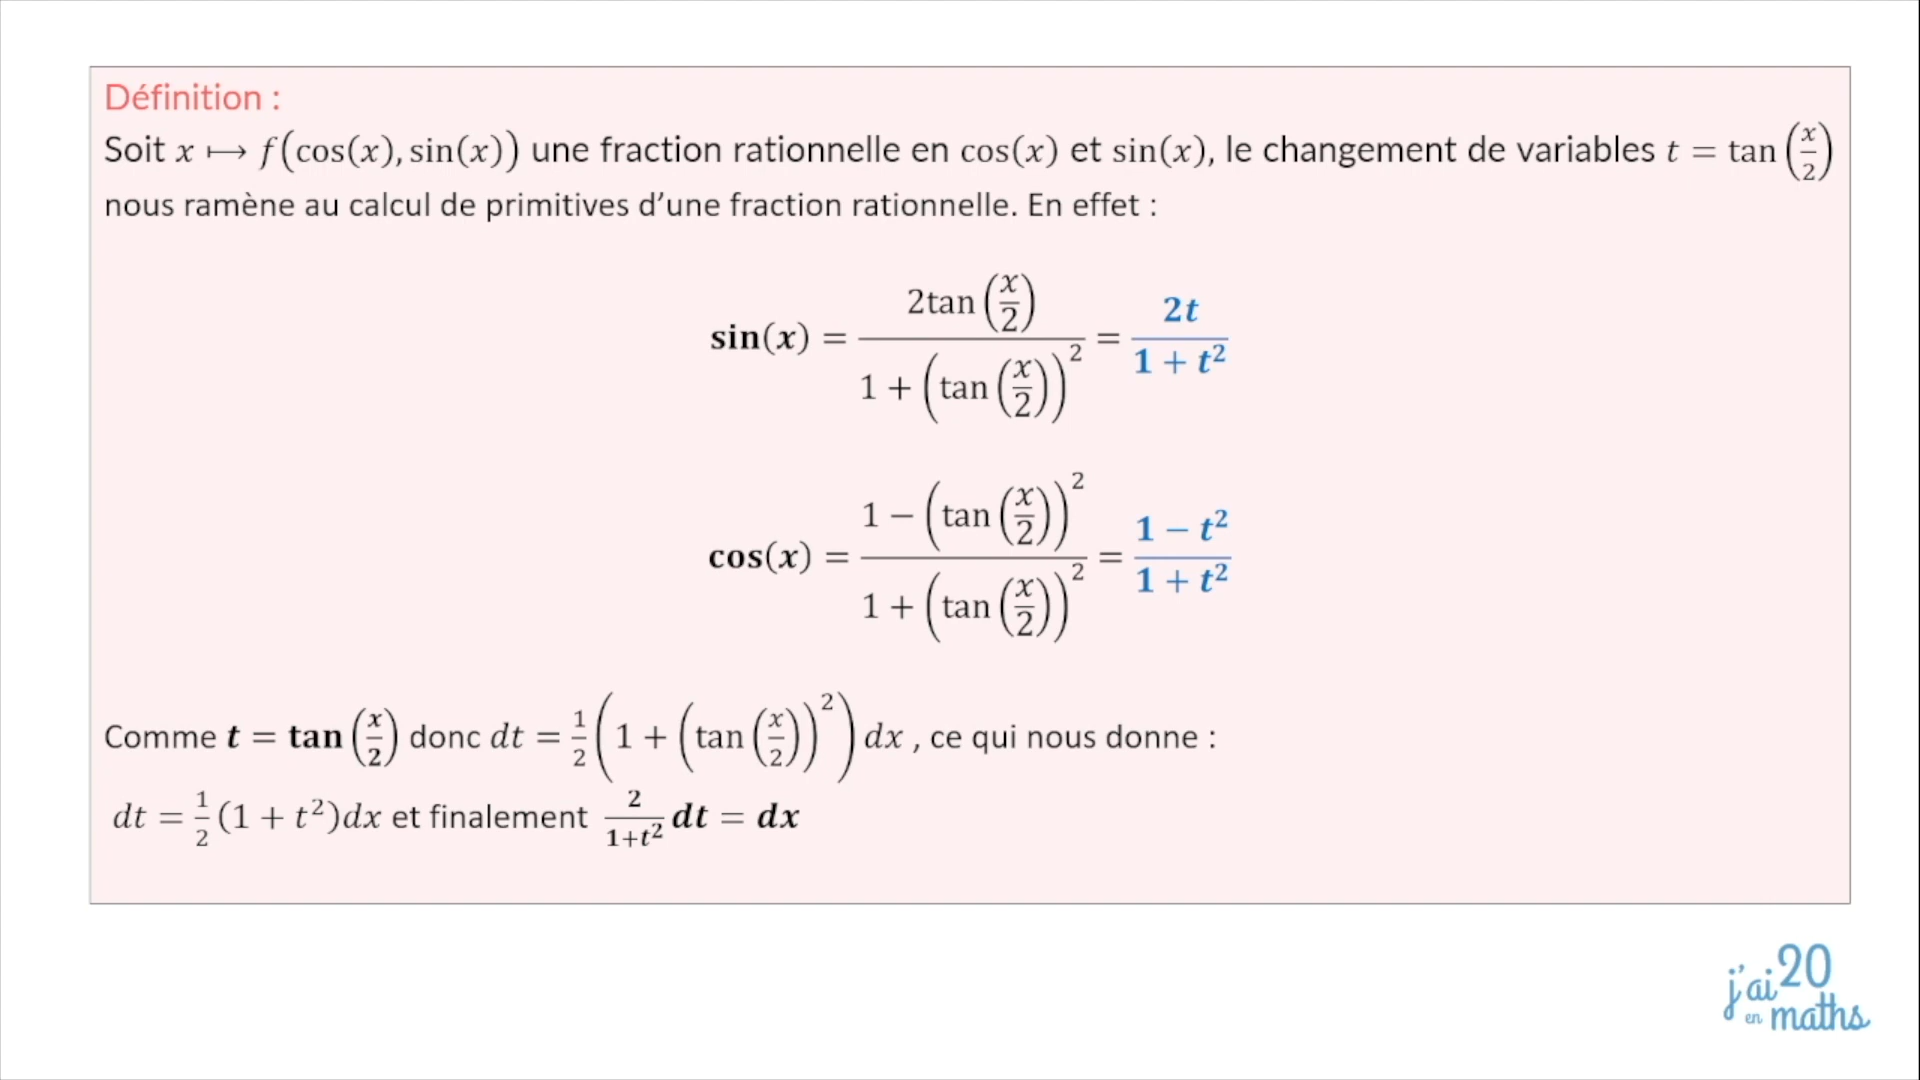 Définition :
Soit x ⟼ f(cos(x), sin(x)) une fraction rationnelle en cos(x) et sin(x), le changement de variables t = tan(x/2)
nous ramène au calcul de primitives d’une fraction rationnelle. En effet :
sin(x) = 2tan(x/2) / (1 + (tan(x/2))²) = 2t / (1 + t²)
cos(x) = (1 − (tan(x/2))²) / (1 + (tan(x/2))²) = (1 − t²) / (1 + t²)
Comme t = tan(x/2) donc dt = 1/2 (1 + (tan(x/2))²) dx , ce qui nous donne :
dt = 1/2 (1 + t²)dx et finalement 2/(1+t²) dt = dx
j’ai 20
en maths